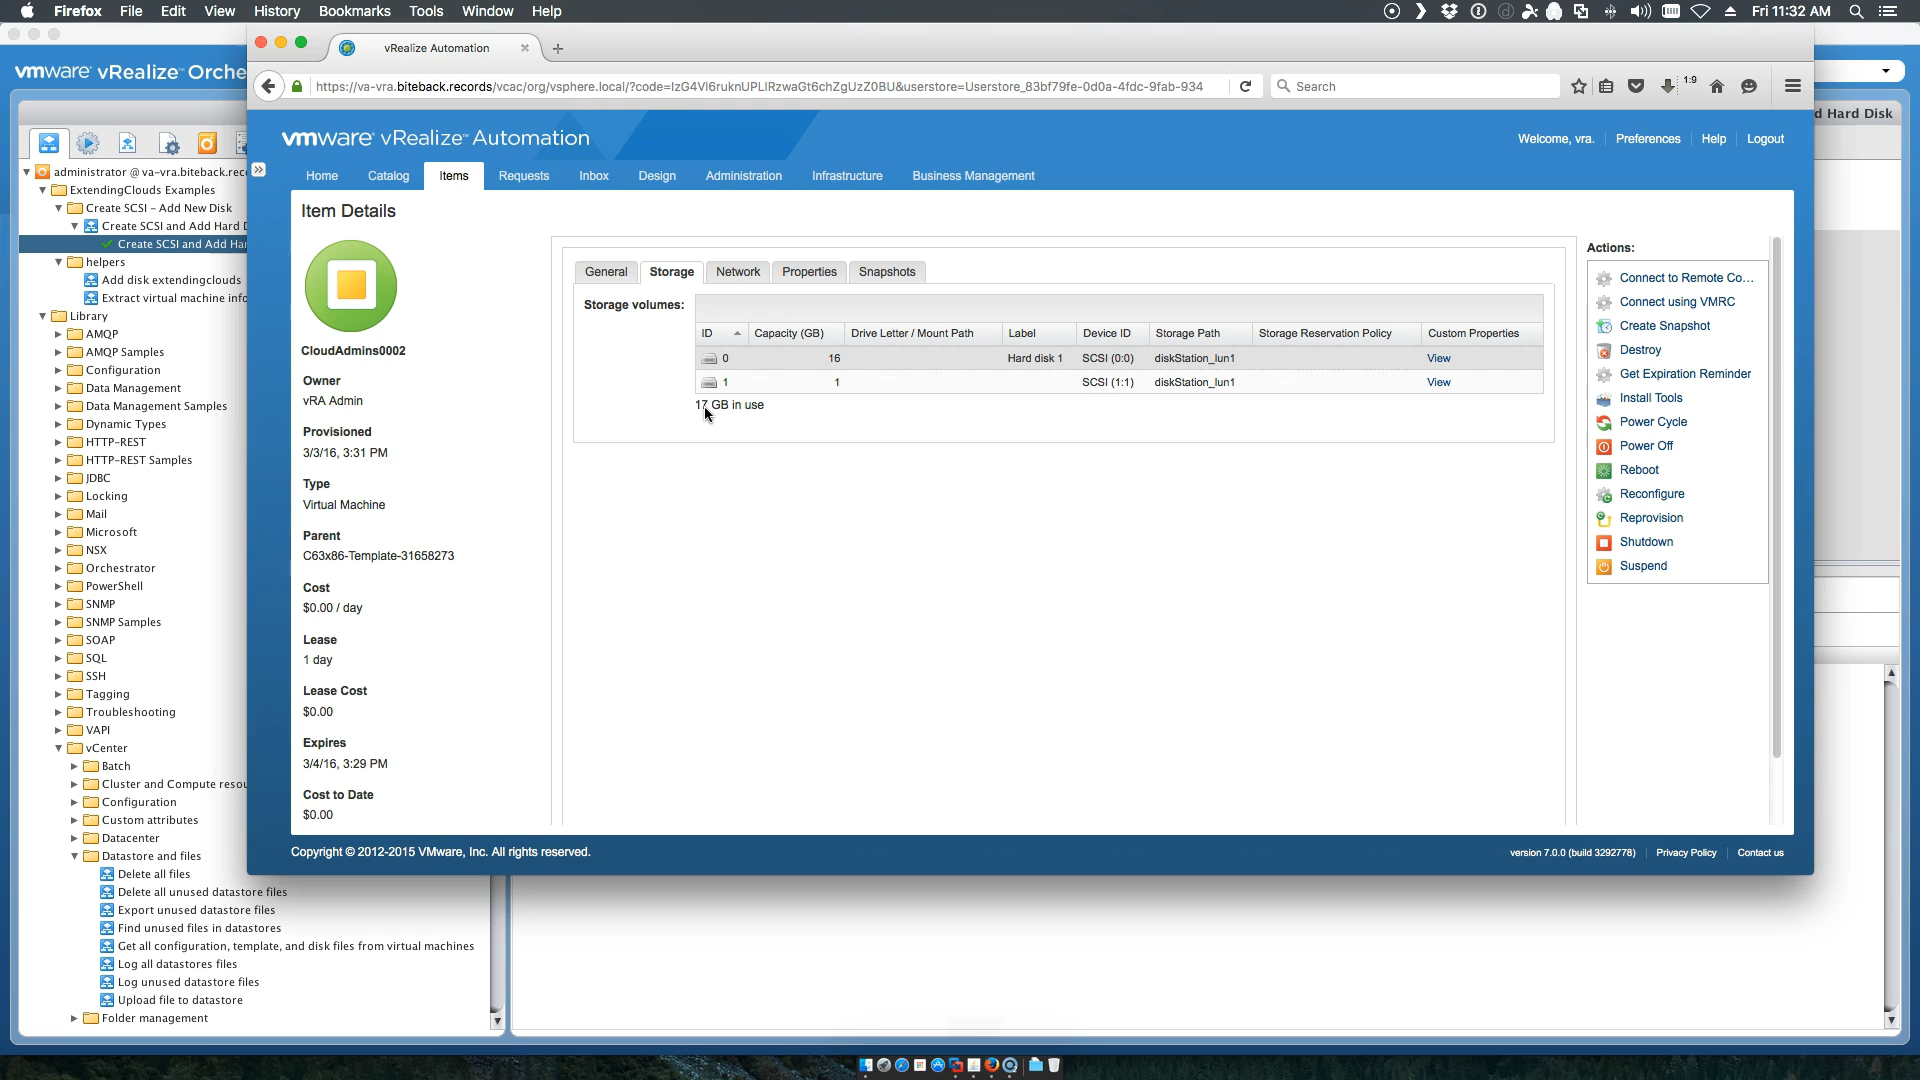 Firefox File Edit View History Bookmarks Tools Window Help
Fri 11:32 AM
vRealize Automation
vmware vRealize Orche
https://va-vra.biteback.records/vcac/org/vsphere.local/?code=IzG4VI6ruknUPLlRzwaGt6chZgUzZ0BU&userstore=Userstore_83bf79fe-0d0a-4fdc-9fab-934
Search
1:9
d Hard Disk
vmware vRealize Automation
Welcome, vra. Preferences Help Logout
Home Catalog Items Requests Inbox Design Administration Infrastructure Business Management
administrator @ va-vra.biteback.rec
ExtendingClouds Examples
Create SCSI - Add New Disk
Create SCSI and Add Hard D
Create SCSI and Add Har
helpers
Add disk extendingclouds
Extract virtual machine info
Library
AMQP
AMQP Samples
Configuration
Data Management
Data Management Samples
Dynamic Types
HTTP-REST
HTTP-REST Samples
JDBC
Locking
Mail
Microsoft
NSX
Orchestrator
PowerShell
SNMP
SNMP Samples
SOAP
SQL
SSH
Tagging
Troubleshooting
VAPI
vCenter
Batch
Cluster and Compute resou
Configuration
Custom attributes
Datacenter
Datastore and files
Delete all files
Delete all unused datastore files
Export unused datastore files
Find unused files in datastores
Get all configuration, template, and disk files from virtual machines
Log all datastores files
Log unused datastore files
Upload file to datastore
Folder management
Item Details
CloudAdmins0002
Owner
vRA Admin
Provisioned
3/3/16, 3:31 PM
Type
Virtual Machine
Parent
C63x86-Template-31658273
Cost
$0.00 / day
Lease
1 day
Lease Cost
$0.00
Expires
3/4/16, 3:29 PM
Cost to Date
$0.00
General Storage Network Properties Snapshots
Storage volumes:
ID Capacity (GB) Drive Letter / Mount Path Label Device ID Storage Path Storage Reservation Policy Custom Properties
0 16 Hard disk 1 SCSI (0:0) diskStation_lun1 View
1 1 SCSI (1:1) diskStation_lun1 View
17 GB in use
Actions:
Connect to Remote Co...
Connect using VMRC
Create Snapshot
Destroy
Get Expiration Reminder
Install Tools
Power Cycle
Power Off
Reboot
Reconfigure
Reprovision
Shutdown
Suspend
Copyright © 2012-2015 VMware, Inc. All rights reserved.
version 7.0.0 (build 3292778) Privacy Policy Contact us